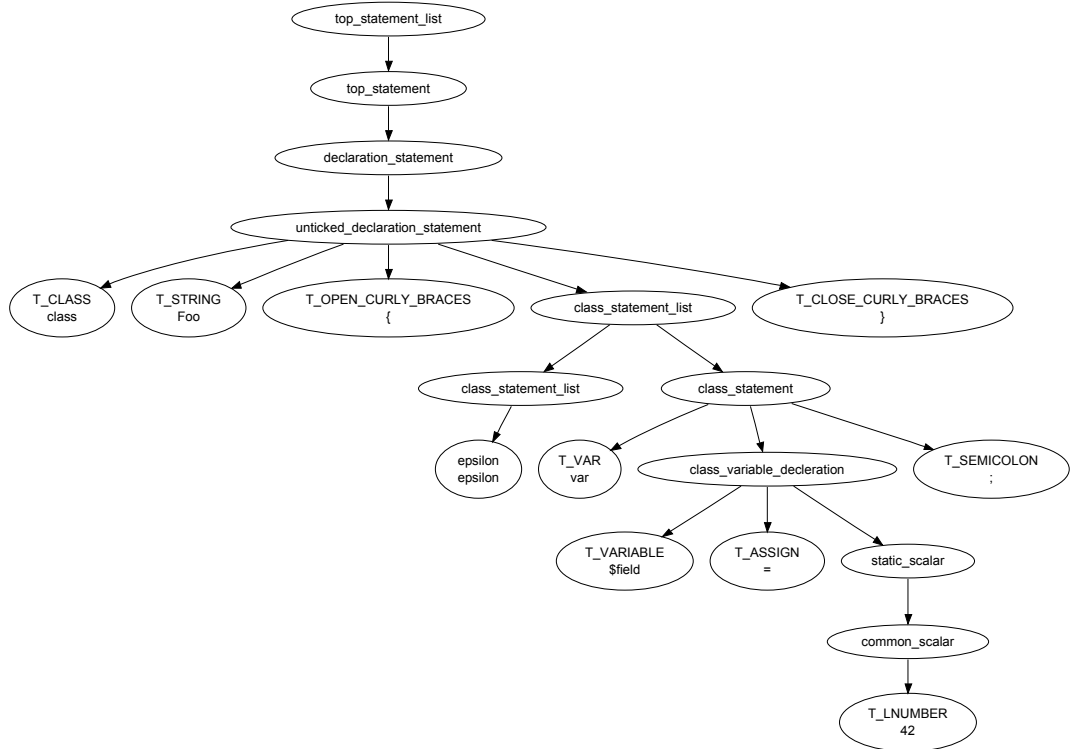 top_statement_list
top_statement
declaration_statement
unticked_declaration_statement
T_CLASS
class
T_STRING
Foo
T_OPEN_CURLY_BRACES
{
class_statement_list
T_CLOSE_CURLY_BRACES
}
class_statement_list
class_statement
epsilon
epsilon
T_VAR
var
class_variable_decleration
T_SEMICOLON
;
T_VARIABLE
$field
T_ASSIGN
=
static_scalar
common_scalar
T_LNUMBER
42